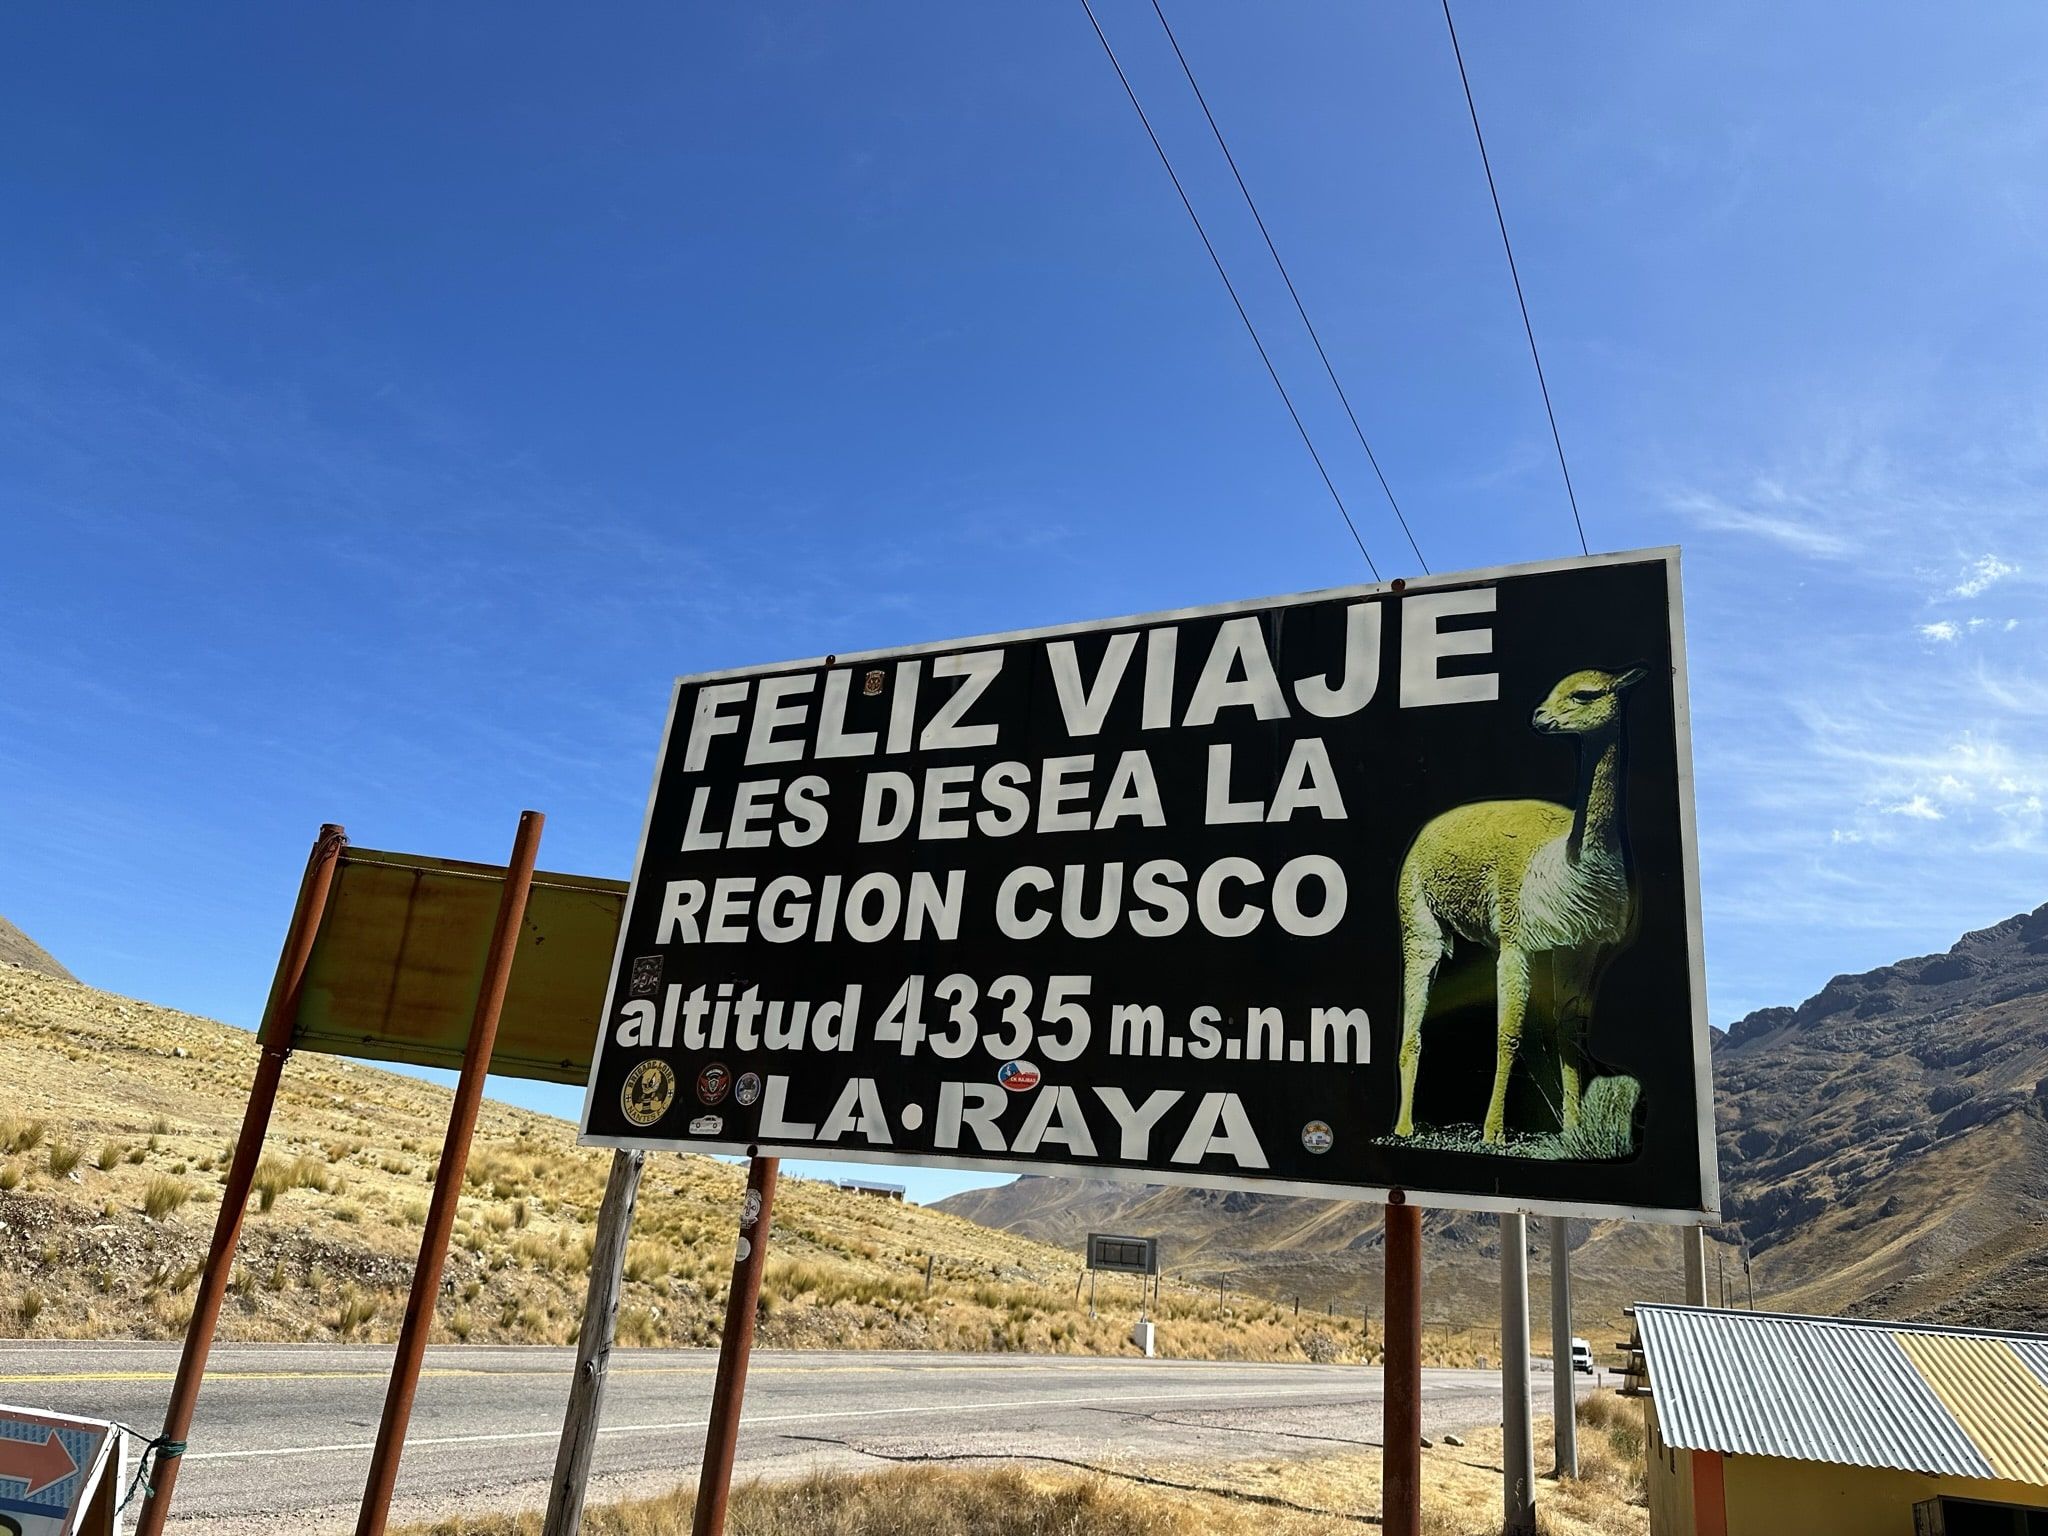 FELIZ VIAJE
LES DESEA LA
REGION CUSCO
altitud 4335 m.s.n.m
LA·RAYA